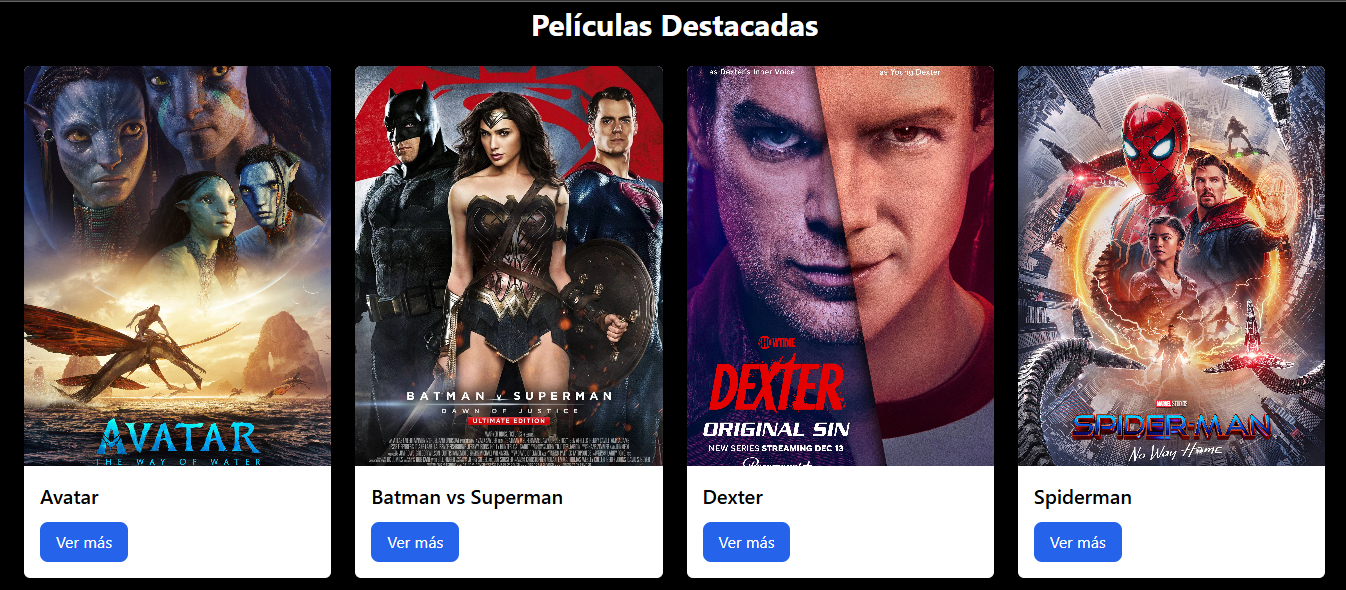 Películas Destacadas
as Dexter's Inner Voice
as Young Dexter
SHOWTIME
DEXTER
ORIGINAL SIN
NEW SERIES STREAMING DEC 13
BATMAN v SUPERMAN
DAWN OF JUSTICE
ULTIMATE EDITION
MARVEL STUDIOS
SPIDER-MAN
No Way Home
AVATAR
THE WAY OF WATER
Avatar
Batman vs Superman
Dexter
Spiderman
Ver más
Ver más
Ver más
Ver más